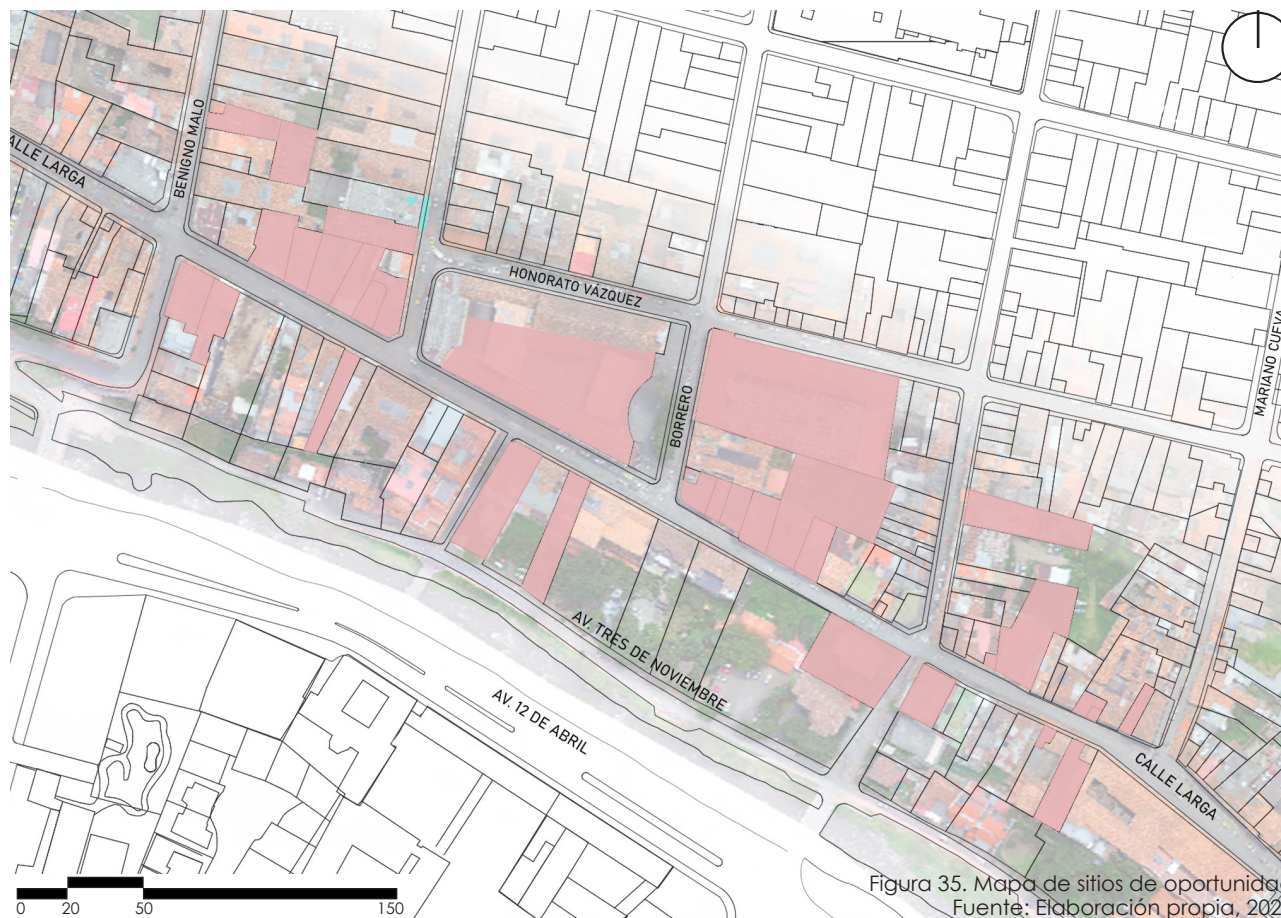 BENIGNO MALO
ALLE LARGA
HONORATO VÁZQUEZ
BORRERO
MARIANO CUEVA
AV. TRES DE NOVIEMBRE
AV. 12 DE ABRIL
CALLE LARGA
0 20 50 150
Figura 35. Mapa de sitios de oportunida
Fuente: Elaboración propia, 202